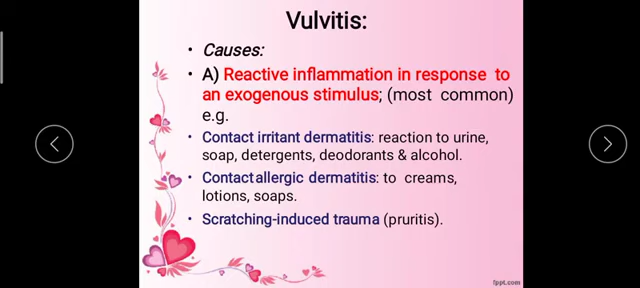 Vulvitis:
• Causes:
• A) Reactive inflammation in response to
an exogenous stimulus; (most common)
e.g.
• Contact irritant dermatitis: reaction to urine,
soap, detergents, deodorants & alcohol.
• Contact allergic dermatitis: to creams,
lotions, soaps.
• Scratching-induced trauma (pruritis).
fppt.com